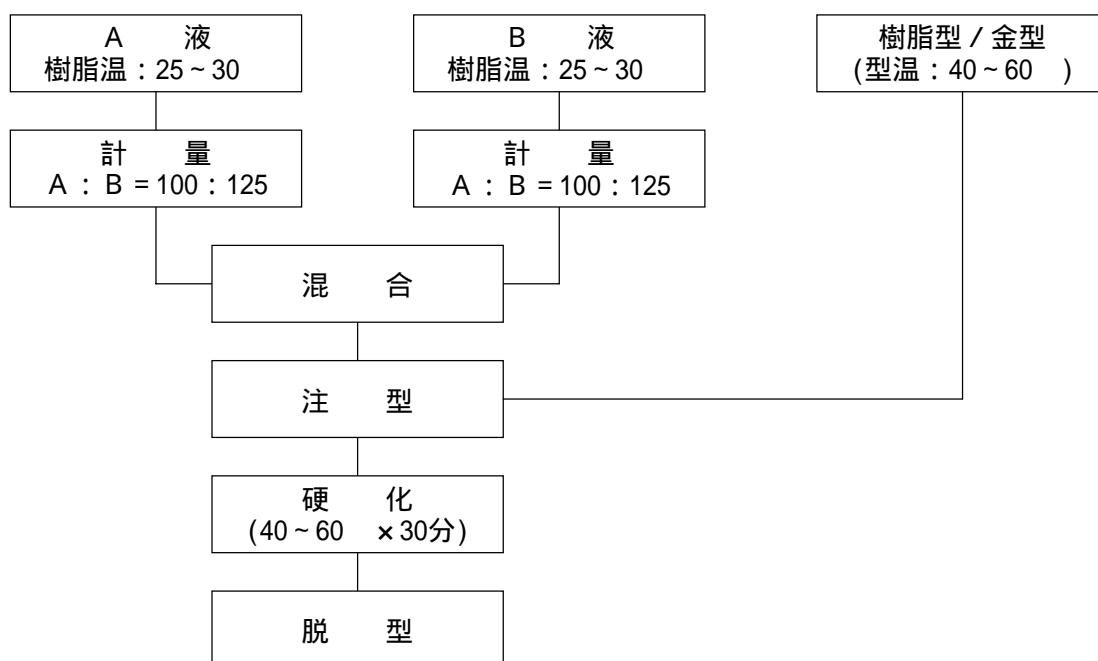 A 液
樹脂温：25～30
B 液
樹脂温：25～30
樹脂型 / 金型
(型温：40～60 )
計 量
A：B＝100：125
計 量
A：B＝100：125
混 合
注 型
硬 化
(40～60 ×30分)
脱 型